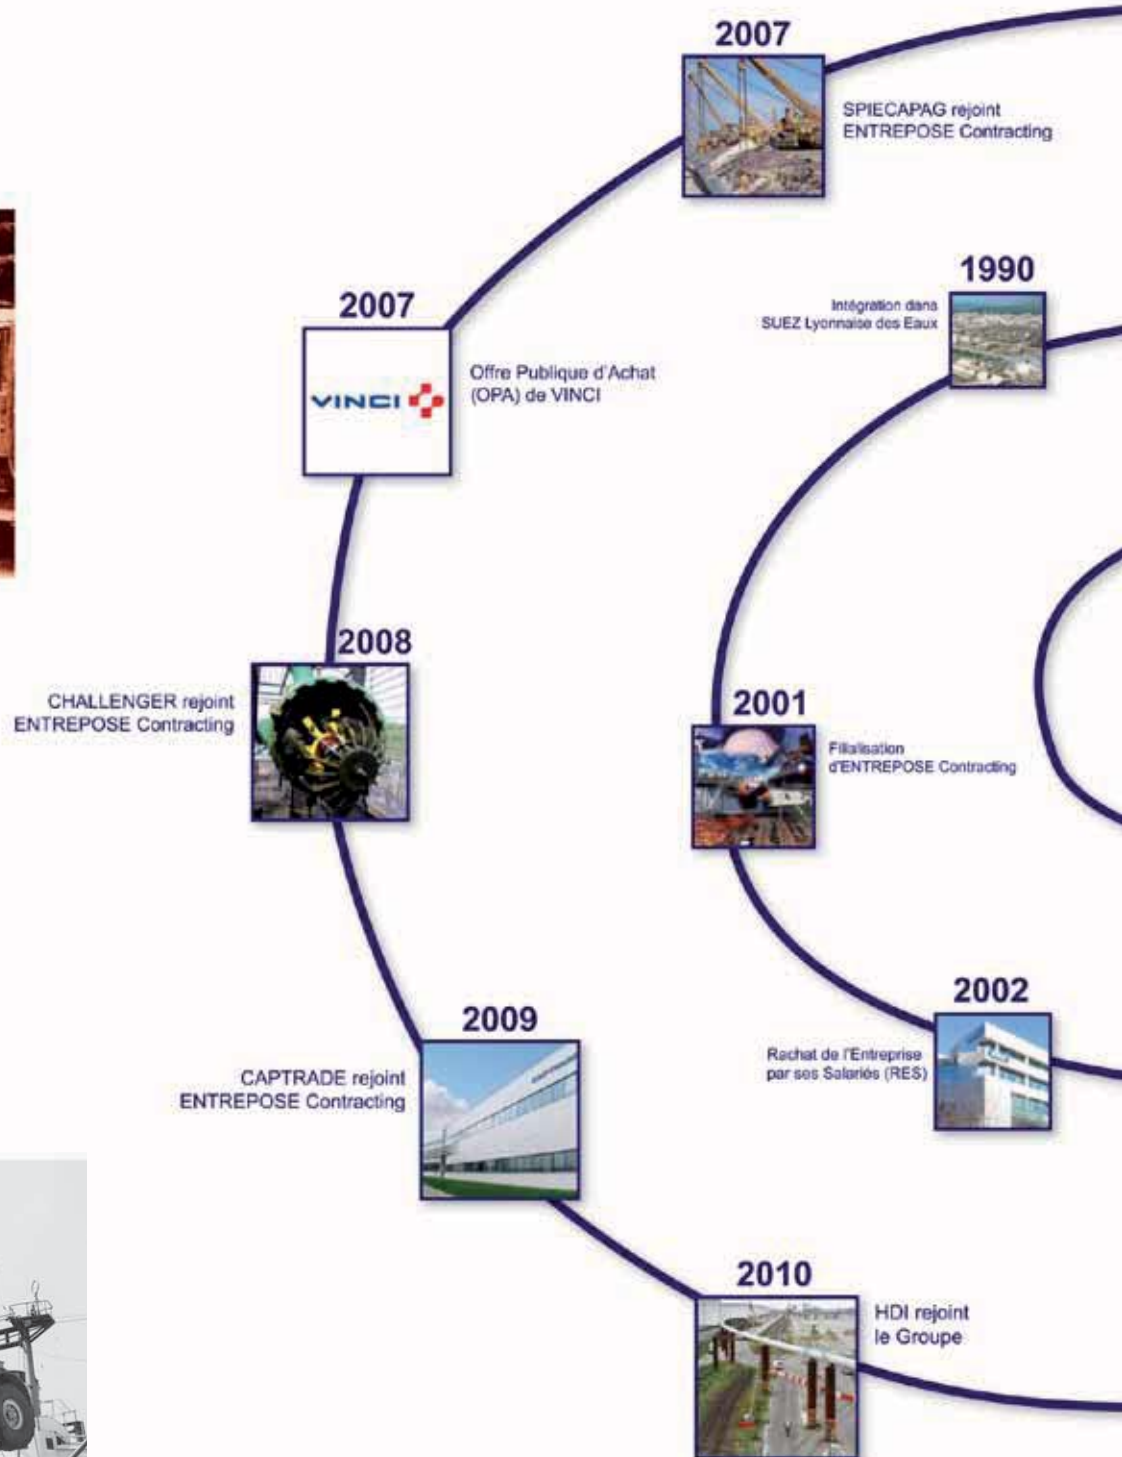 2007
SPIECAPAG rejoint
ENTREPOSE Contracting
1990
Intégration dans
SUEZ Lyonnaise des Eaux
2007
VINCI
Offre Publique d'Achat
(OPA) de VINCI
2008
CHALLENGER rejoint
ENTREPOSE Contracting
2001
Filialisation
d'ENTREPOSE Contracting
2002
Rachat de l'Entreprise
par ses Salariés (RES)
2009
CAPTRADE rejoint
ENTREPOSE Contracting
2010
HDI rejoint
le Groupe